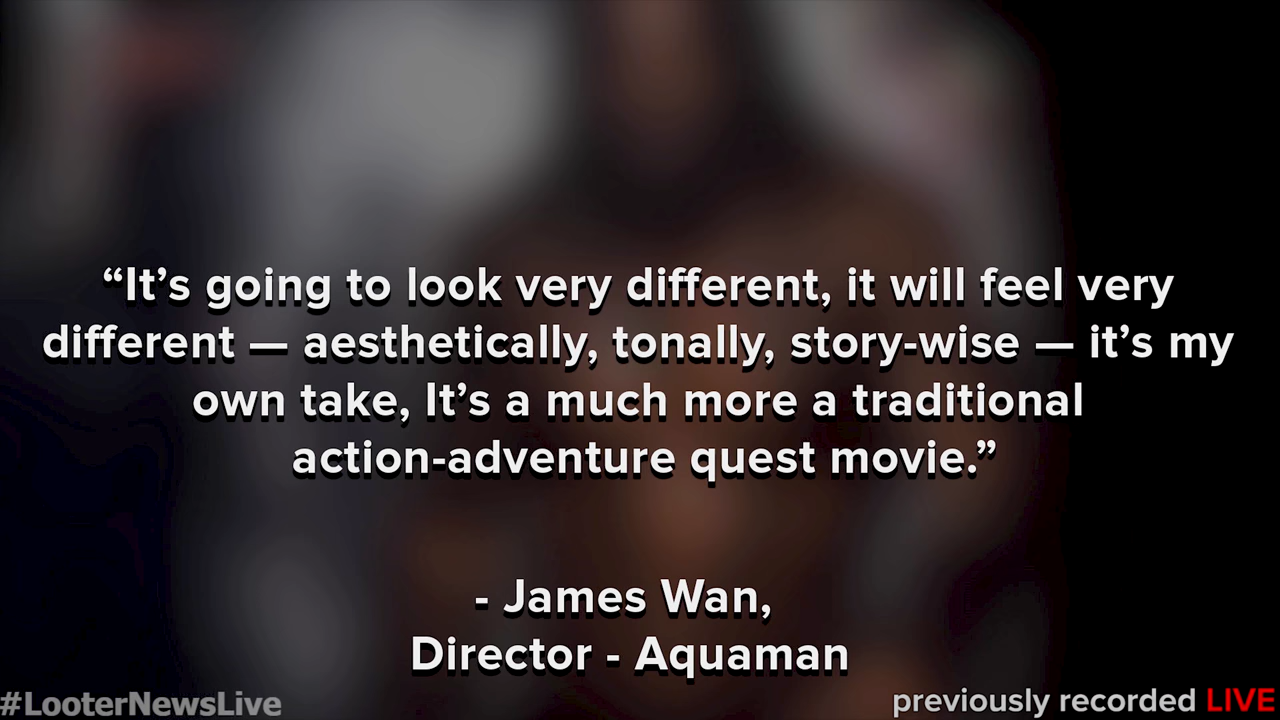 “It’s going to look very different, it will feel very
different — aesthetically, tonally, story-wise — it’s my
own take, It’s a much more a traditional
action-adventure quest movie.”
- James Wan,
Director - Aquaman
#LooterNewsLive
previously recorded LIVE